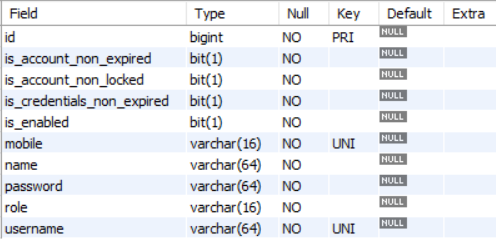 Field Type Null Key Default Extra
id bigint NO PRI NULL
is_account_non_expired bit(1) NO NULL
is_account_non_locked bit(1) NO NULL
is_credentials_non_expired bit(1) NO NULL
is_enabled bit(1) NO NULL
mobile varchar(16) NO UNI NULL
name varchar(64) NO NULL
password varchar(64) NO NULL
role varchar(16) NO NULL
username varchar(64) NO UNI NULL